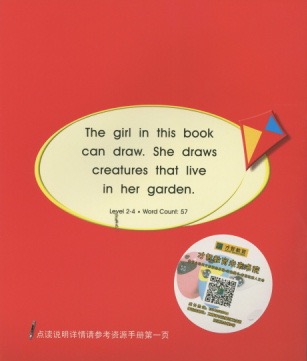 The girl in this book
can draw. She draws
creatures that live
in her garden.
Level 2-4 • Word Count: 57
点读说明详情请参考资源手册第一页